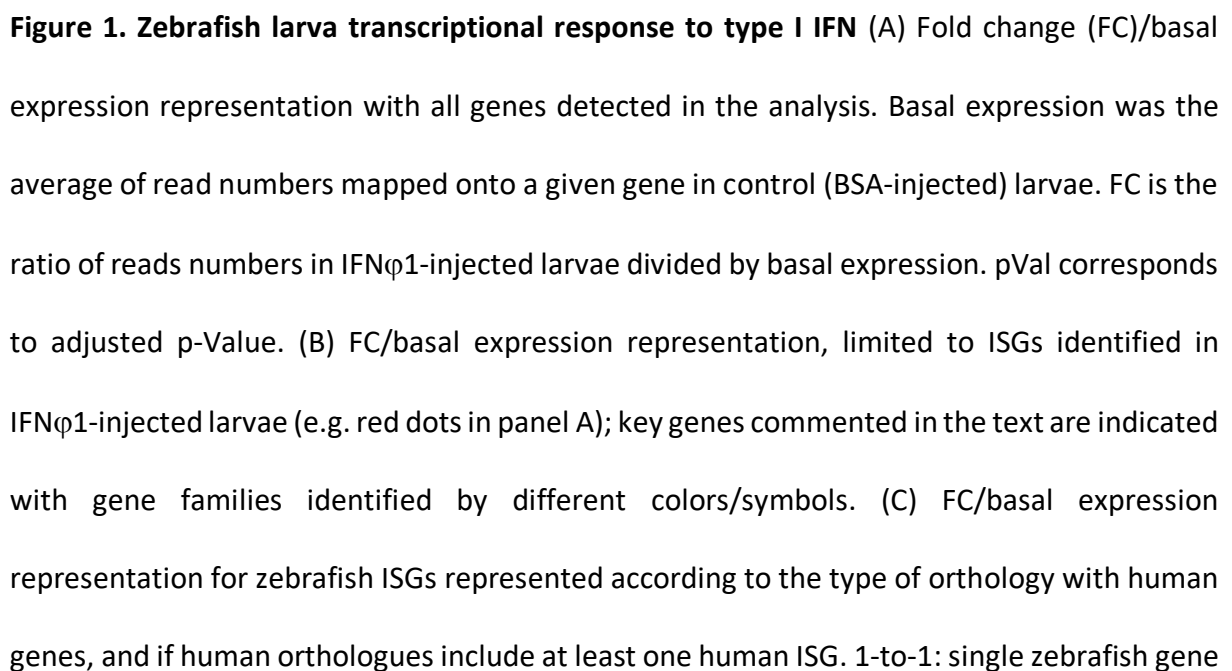 Figure 1. Zebrafish larva transcriptional response to type I IFN (A) Fold change (FC)/basal
expression representation with all genes detected in the analysis. Basal expression was the
average of read numbers mapped onto a given gene in control (BSA-injected) larvae. FC is the
ratio of reads numbers in IFNφ1-injected larvae divided by basal expression. pVal corresponds
to adjusted p-Value. (B) FC/basal expression representation, limited to ISGs identified in
IFNφ1-injected larvae (e.g. red dots in panel A); key genes commented in the text are indicated
with gene families identified by different colors/symbols. (C) FC/basal expression
representation for zebrafish ISGs represented according to the type of orthology with human
genes, and if human orthologues include at least one human ISG. 1-to-1: single zebrafish gene